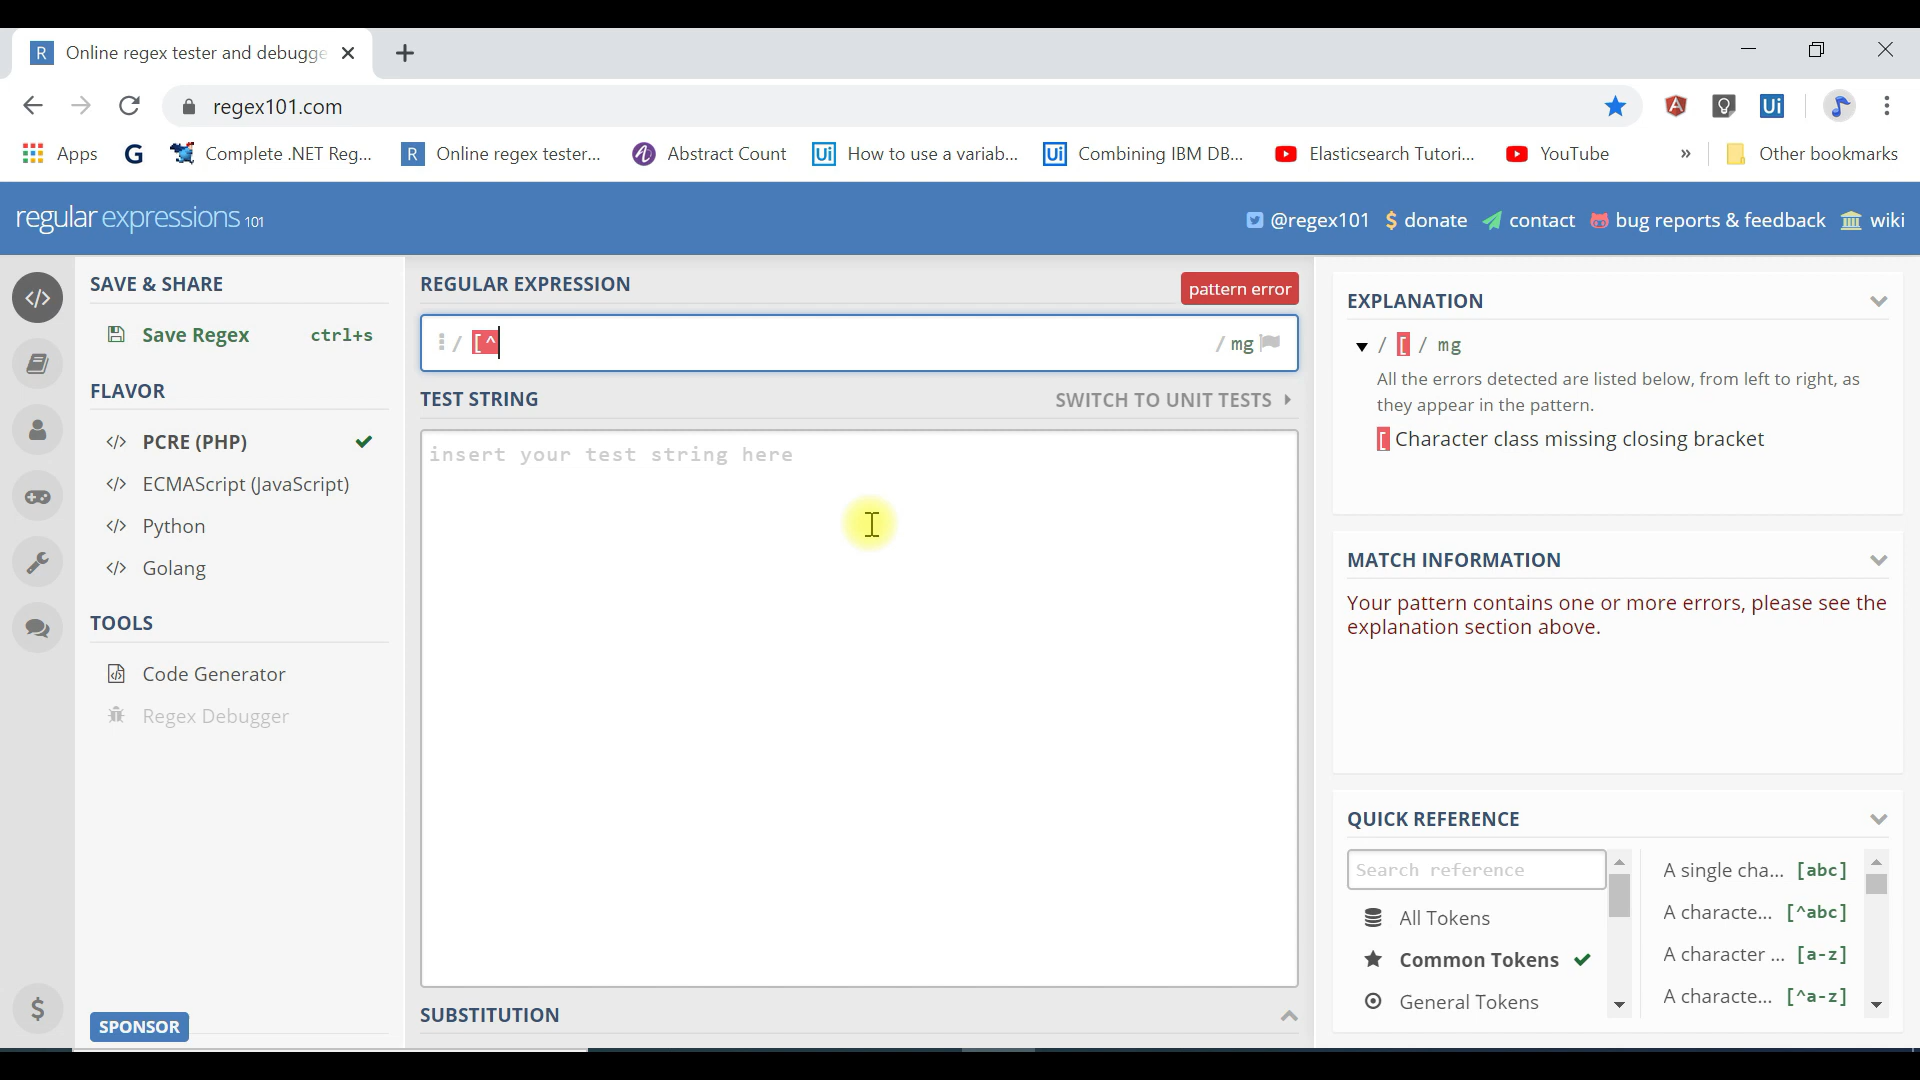 R Online regex tester and debugge
regex101.com
Ui
Apps
G
Complete .NET Reg...
R Online regex tester...
Abstract Count
Ui How to use a variab...
Ui Combining IBM DB...
Elasticsearch Tutori...
YouTube
»
Other bookmarks
regular expressions 101
@regex101
$ donate
contact
bug reports & feedback
wiki
SAVE & SHARE
Save Regex ctrl+s
FLAVOR
</> PCRE (PHP)
</> ECMAScript (JavaScript)
</> Python
</> Golang
TOOLS
Code Generator
Regex Debugger
$
SPONSOR
REGULAR EXPRESSION
pattern error
/ [^ / mg
TEST STRING
SWITCH TO UNIT TESTS
insert your test string here
SUBSTITUTION
EXPLANATION
/ [ / mg
All the errors detected are listed below, from left to right, as
they appear in the pattern.
[ Character class missing closing bracket
MATCH INFORMATION
Your pattern contains one or more errors, please see the
explanation section above.
QUICK REFERENCE
Search reference
All Tokens
Common Tokens
General Tokens
A single cha... [abc]
A characte... [^abc]
A character ... [a-z]
A characte... [^a-z]